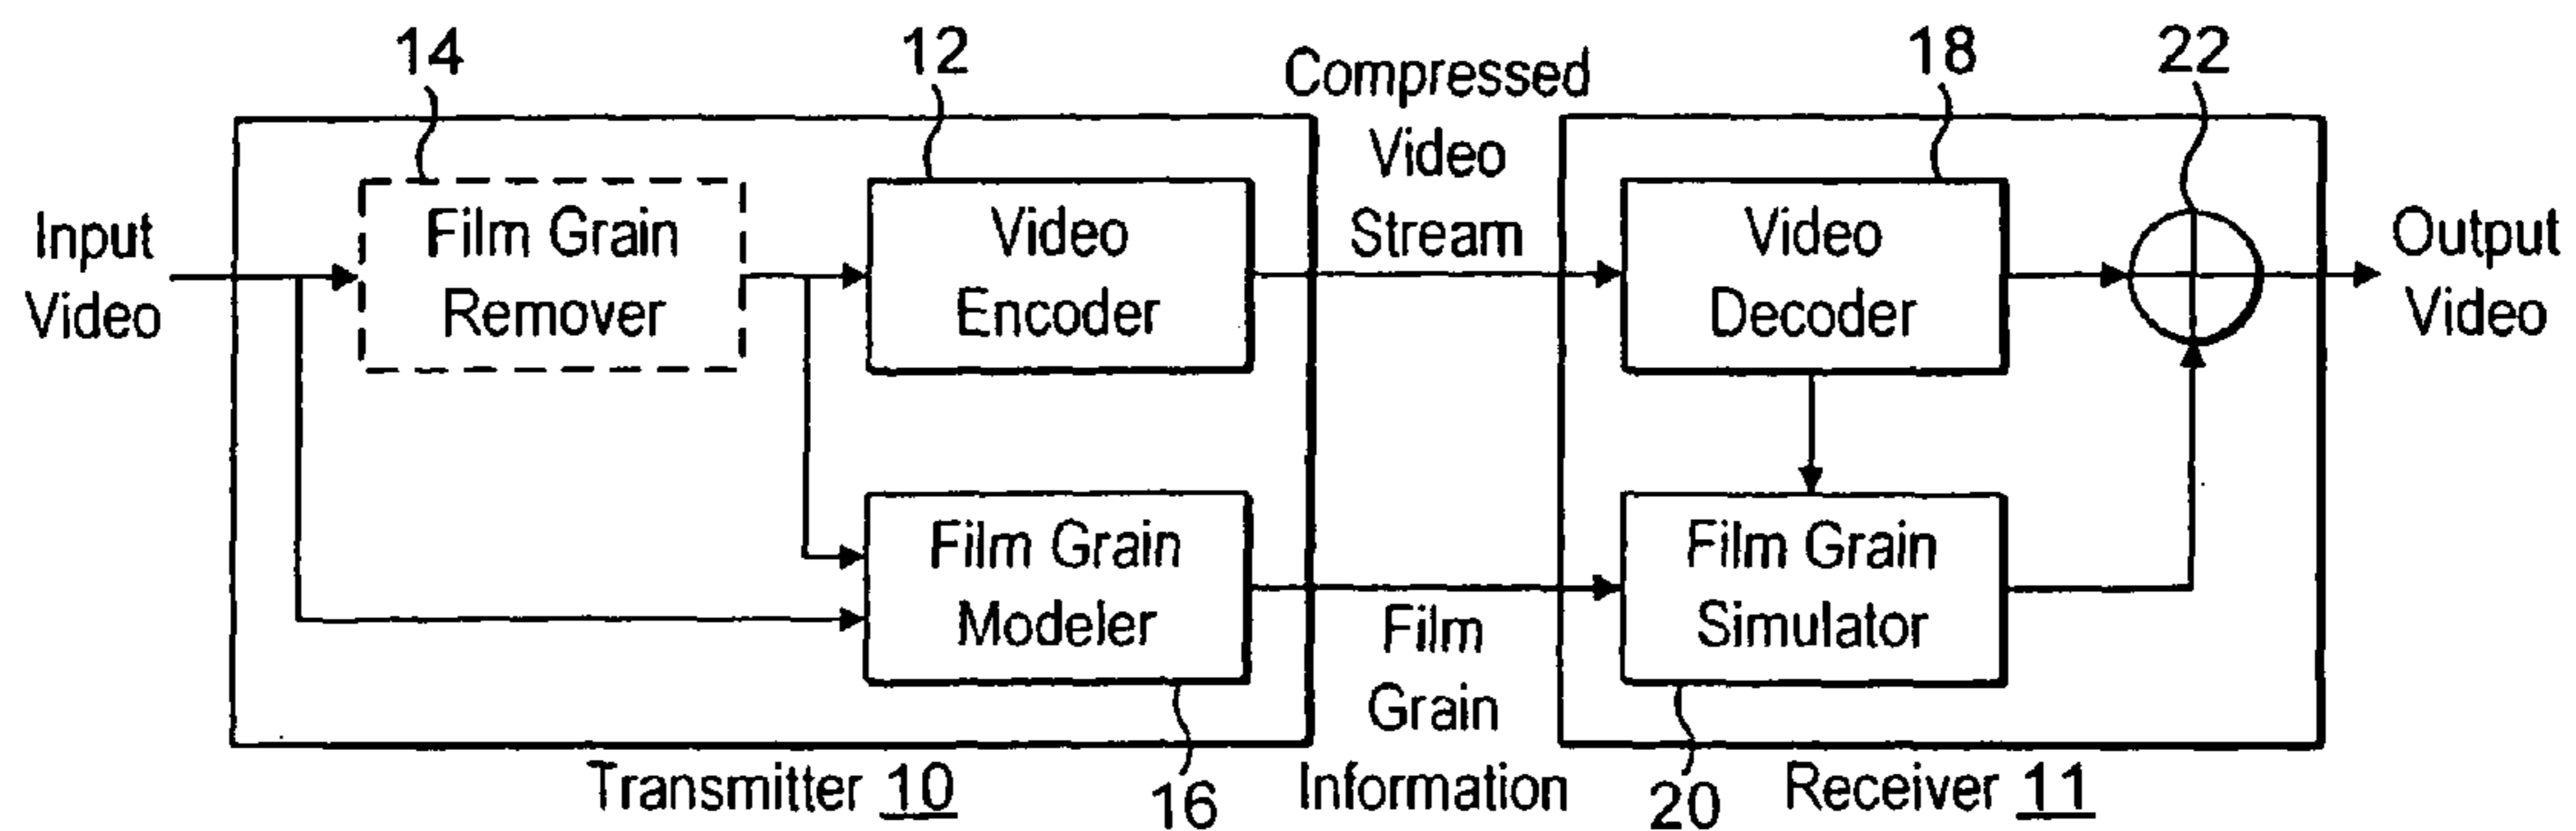 14
12
Compressed
Video
Stream
18
22
Input
Video
Film Grain
Remover
Video
Encoder
Video
Decoder
Output
Video
Film Grain
Modeler
Film
Grain
Information
Film Grain
Simulator
Transmitter 10
16
20
Receiver 11